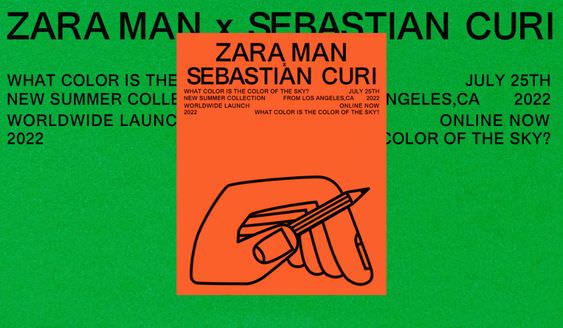 ZARA MAN x SEBASTIAN CURI
WHAT COLOR IS THE
JULY 25TH
NEW SUMMER COLLE
NGELES,CA 2022
WORLDWIDE LAUNC
ONLINE NOW
2022
COLOR OF THE SKY?
ZARA MAN
x
SEBASTIAN CURI
WHAT COLOR IS THE COLOR OF THE SKY? JULY 25TH
NEW SUMMER COLLECTION FROM LOS ANGELES,CA 2022
WORLDWIDE LAUNCH ONLINE NOW
2022 WHAT COLOR IS THE COLOR OF THE SKY?